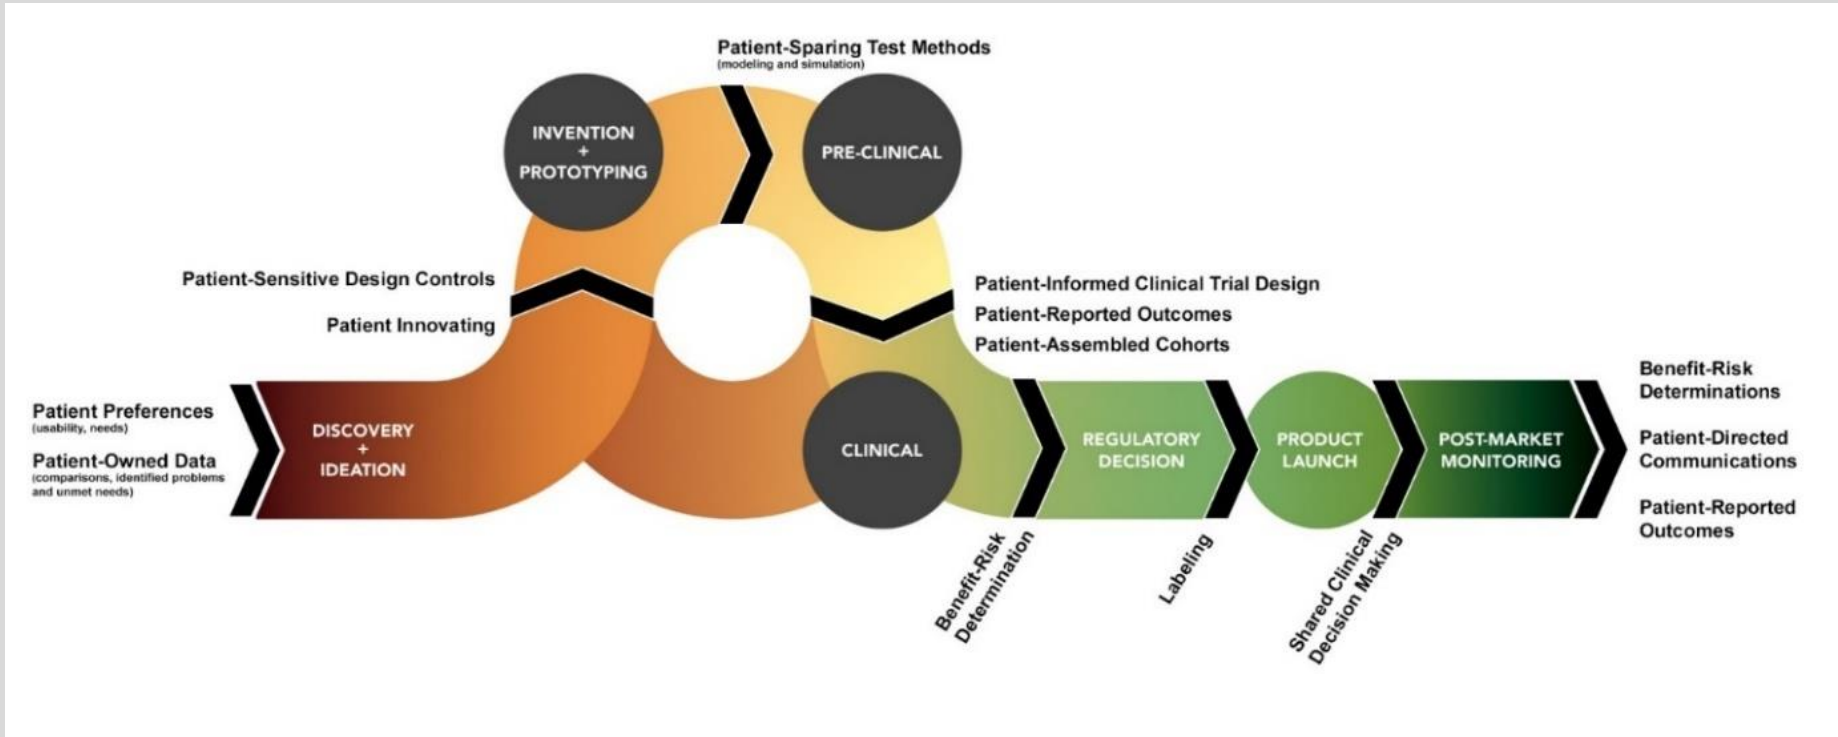 Patient-Sparing Test Methods
(modeling and simulation)
INVENTION
+
PROTOTYPING
PRE-CLINICAL
Patient-Sensitive Design Controls
Patient Innovating
Patient-Informed Clinical Trial Design
Patient-Reported Outcomes
Patient-Assembled Cohorts
Patient Preferences
(usability, needs)
Patient-Owned Data
(comparisons, identified problems
and unmet needs)
DISCOVERY
+
IDEATION
CLINICAL
REGULATORY
DECISION
PRODUCT
LAUNCH
POST-MARKET
MONITORING
Benefit-Risk
Determinations
Patient-Directed
Communications
Patient-Reported
Outcomes
Benefit-Risk
Determination
Labeling
Shared Clinical
Decision Making